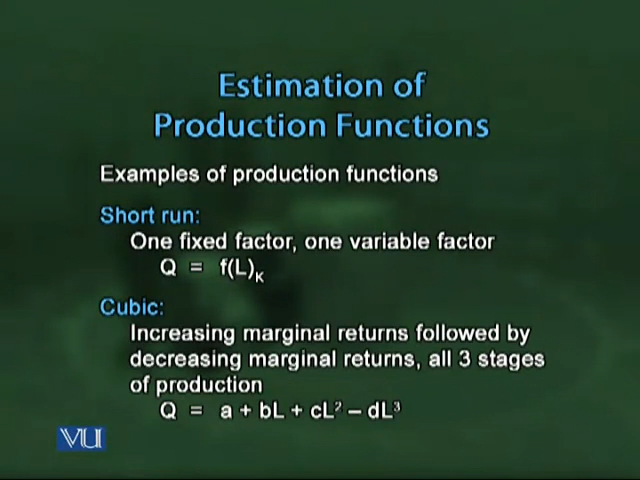 Estimation of
Production Functions
Examples of production functions
Short run:
One fixed factor, one variable factor
Q = f(L)ₖ
Cubic:
Increasing marginal returns followed by
decreasing marginal returns, all 3 stages
of production
Q = a + bL + cL² – dL³
VU